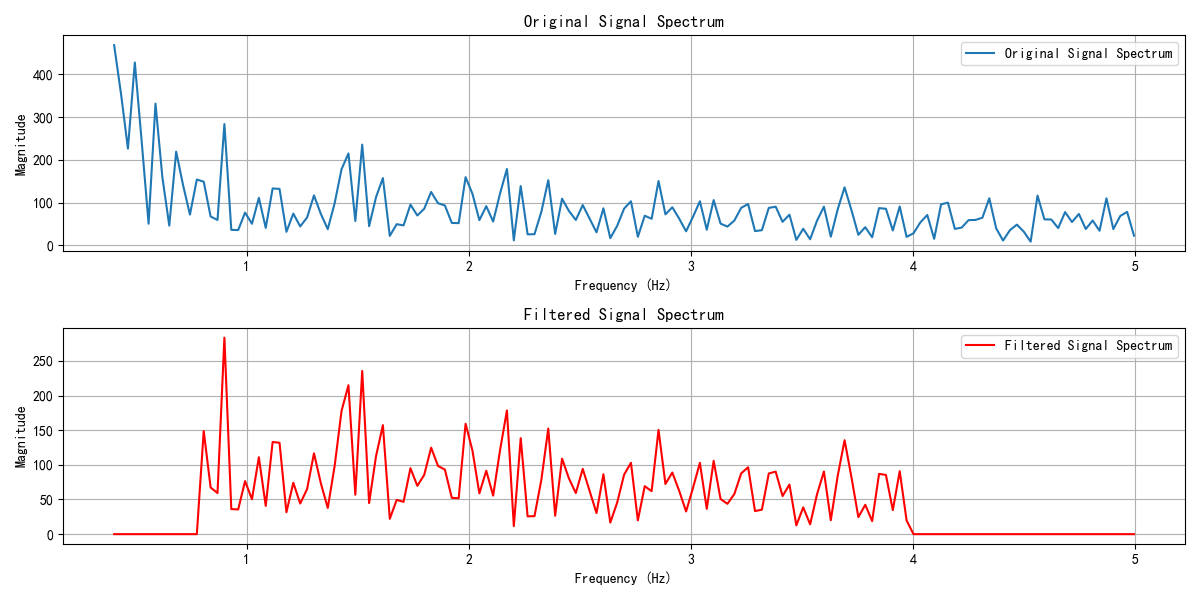 Original Signal Spectrum
Original Signal Spectrum
400
300
200
100
0
Magnitude
1 2 3 4 5
Frequency (Hz)
Filtered Signal Spectrum
Filtered Signal Spectrum
250
200
150
100
50
0
Magnitude
1 2 3 4 5
Frequency (Hz)